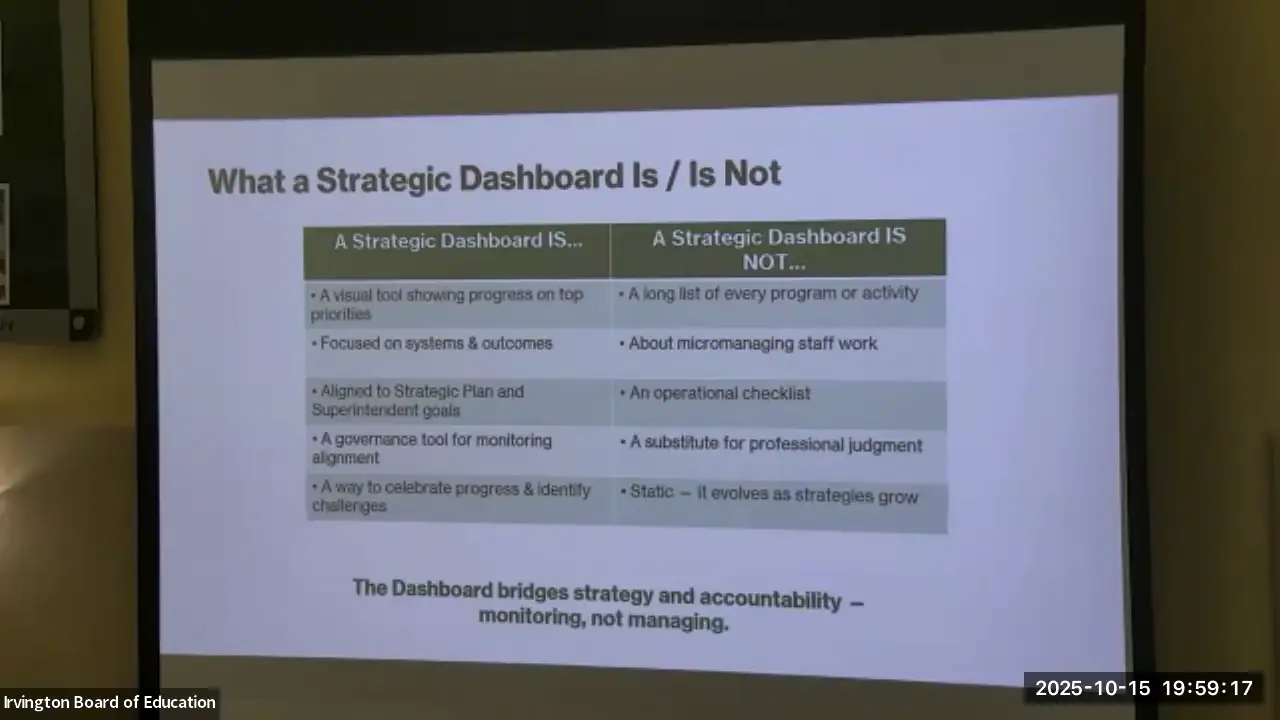 What a Strategic Dashboard Is / Is Not
A Strategic Dashboard IS...
A Strategic Dashboard IS
NOT...
• A visual tool showing progress on top
priorities
• A long list of every program or activity
• Focused on systems & outcomes
• About micromanaging staff work
• Aligned to Strategic Plan and
Superintendent goals
• An operational checklist
• A governance tool for monitoring
alignment
• A substitute for professional judgment
• A way to celebrate progress & identify
challenges
• Static – it evolves as strategies grow
The Dashboard bridges strategy and accountability –
monitoring, not managing.
Irvington Board of Education
2025-10-15 19:59:17